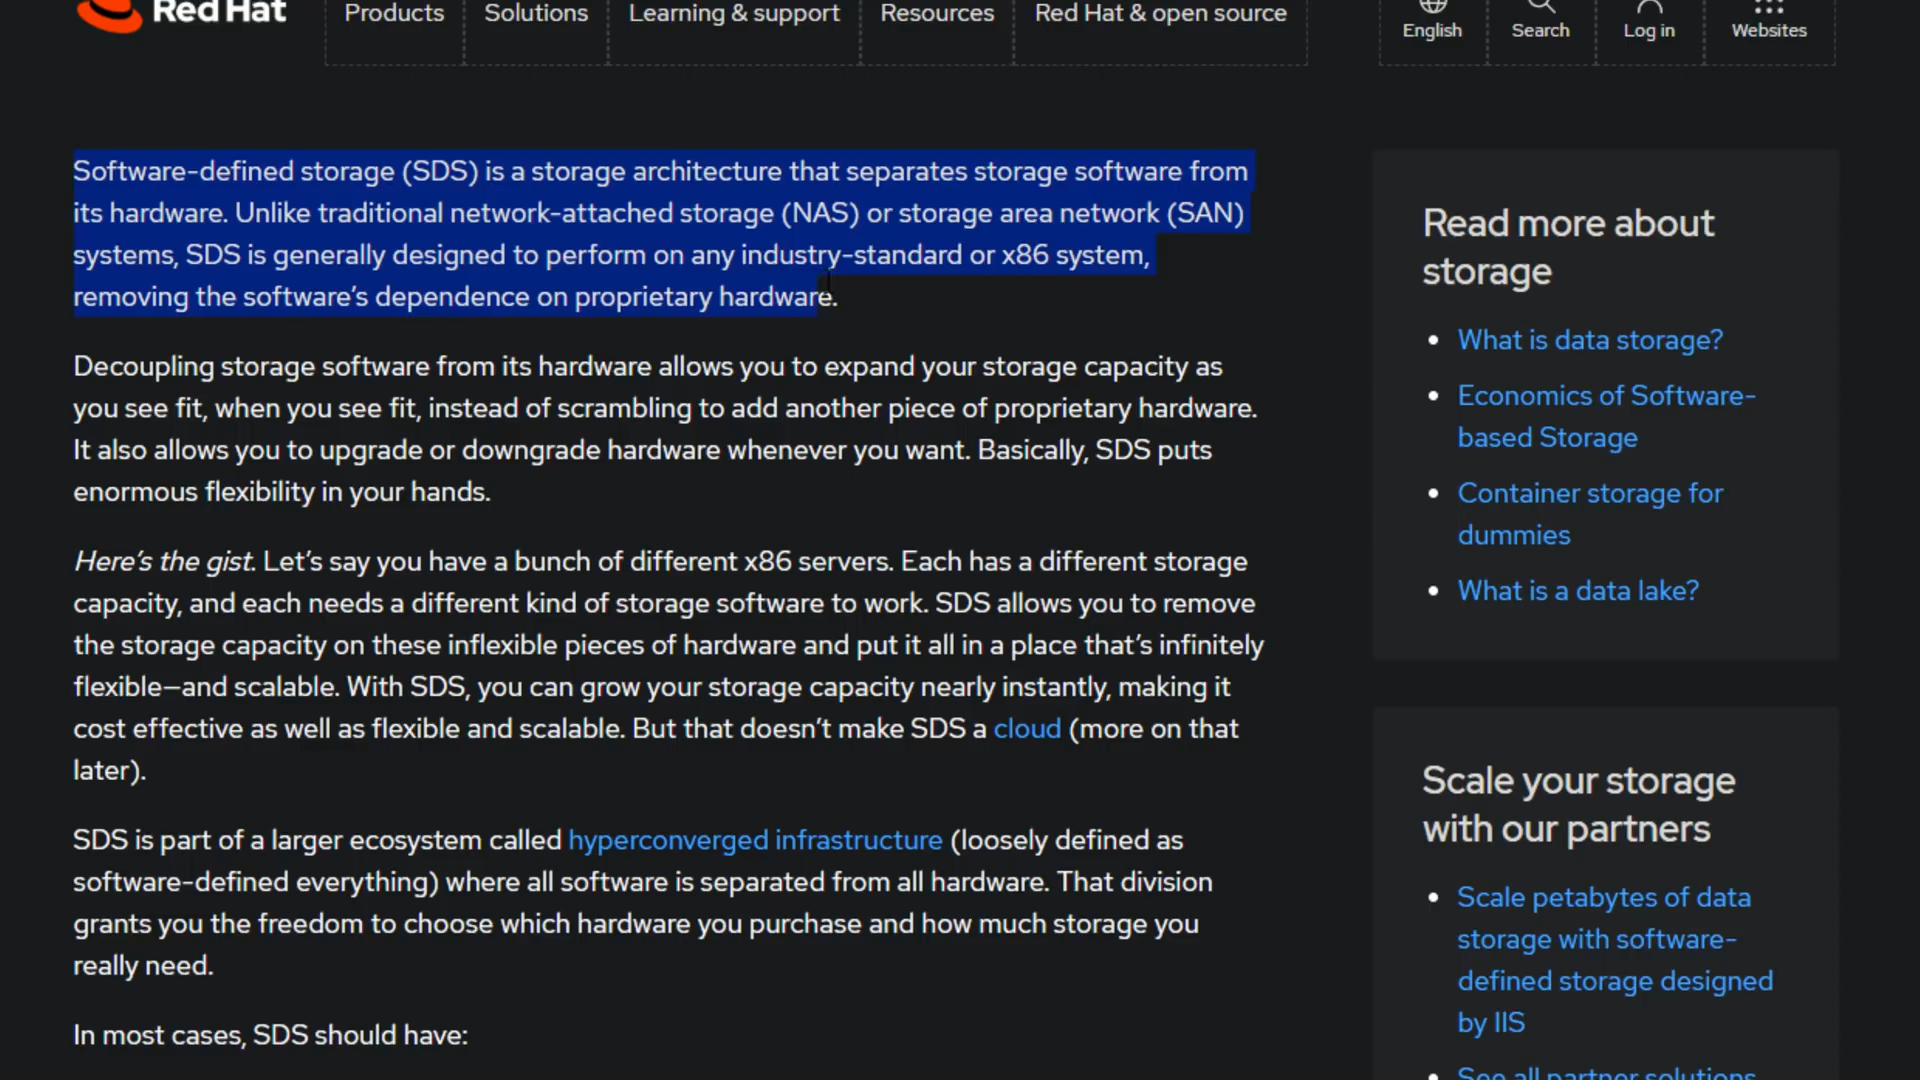 Red Hat
Products
Solutions
Learning & support
Resources
Red Hat & open source
English
Search
Log in
Websites
Software-defined storage (SDS) is a storage architecture that separates storage software from
its hardware. Unlike traditional network-attached storage (NAS) or storage area network (SAN)
systems, SDS is generally designed to perform on any industry-standard or x86 system,
removing the software’s dependence on proprietary hardware.
Decoupling storage software from its hardware allows you to expand your storage capacity as
you see fit, when you see fit, instead of scrambling to add another piece of proprietary hardware.
It also allows you to upgrade or downgrade hardware whenever you want. Basically, SDS puts
enormous flexibility in your hands.
Here’s the gist. Let’s say you have a bunch of different x86 servers. Each has a different storage
capacity, and each needs a different kind of storage software to work. SDS allows you to remove
the storage capacity on these inflexible pieces of hardware and put it all in a place that’s infinitely
flexible—and scalable. With SDS, you can grow your storage capacity nearly instantly, making it
cost effective as well as flexible and scalable. But that doesn’t make SDS a cloud (more on that
later).
SDS is part of a larger ecosystem called hyperconverged infrastructure (loosely defined as
software-defined everything) where all software is separated from all hardware. That division
grants you the freedom to choose which hardware you purchase and how much storage you
really need.
In most cases, SDS should have:
Read more about
storage
What is data storage?
Economics of Software-
based Storage
Container storage for
dummies
What is a data lake?
Scale your storage
with our partners
Scale petabytes of data
storage with software-
defined storage designed
by IIS
See all partner solutions